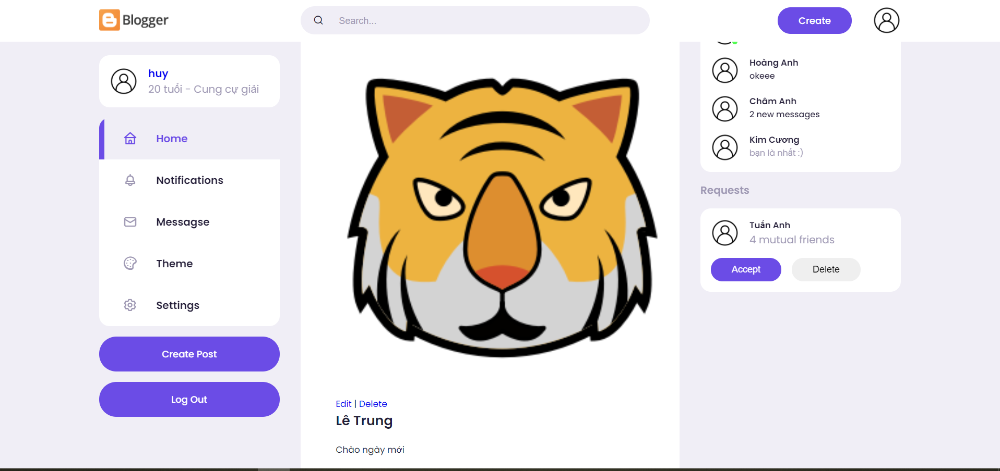 Blogger
Search...
Create
huy
20 tuổi - Cung cự giải
Home
Notifications
Messagse
Theme
Settings
Create Post
Log Out
Edit | Delete
Lê Trung
Chào ngày mới
Hoàng Anh
okeee
Châm Anh
2 new messages
Kim Cương
bạn là nhất :)
Requests
Tuấn Anh
4 mutual friends
Accept
Delete